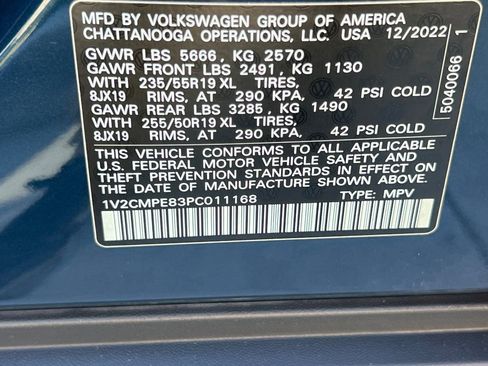 MFD BY VOLKSWAGEN GROUP OF AMERICA
CHATTANOOGA OPERATIONS, LLC. USA 12/2022
GVWR LBS 5666, KG 2570
GAWR FRONT LBS 2491, KG 1130
235/55R19 XL TIRES,
8JX19 RIMS, AT 290 KPA, 42 PSI COLD
GAWR REAR LBS 3285, KG 1490
255/50R19 XL TIRES,
8JX19 RIMS, AT 290 KPA, 42 PSI COLD
THIS VEHICLE CONFORMS TO ALL APPLICABLE
U.S. FEDERAL MOTOR VEHICLE SAFETY AND
THEFT PREVENTION STANDARDS IN EFFECT ON THE
DATE OF MANUFACTURE SHOWN ABOVE.
1V2CMPE83PC011168 TYPE: MPV
5040066 1